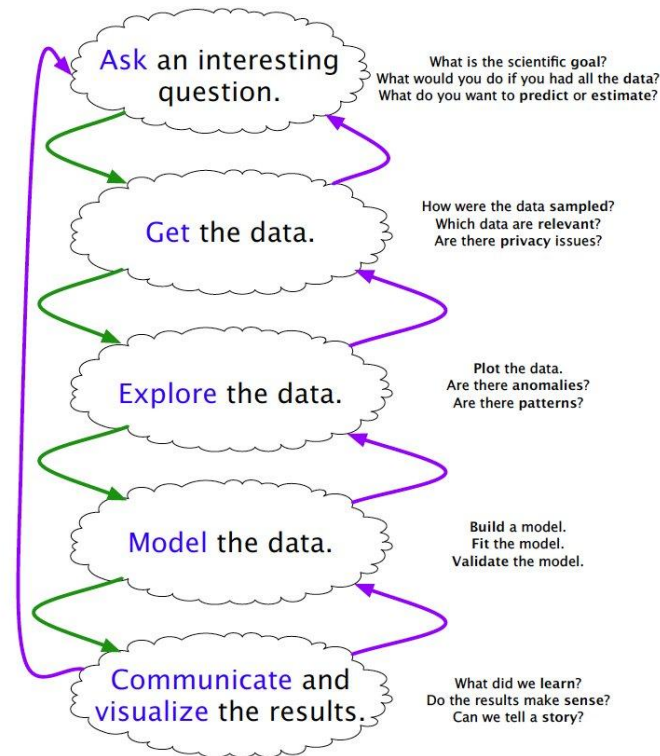 Ask an interesting
question.
What is the scientific goal?
What would you do if you had all the data?
What do you want to predict or estimate?
Get the data.
How were the data sampled?
Which data are relevant?
Are there privacy issues?
Explore the data.
Plot the data.
Are there anomalies?
Are there patterns?
Model the data.
Build a model.
Fit the model.
Validate the model.
Communicate and
visualize the results.
What did we learn?
Do the results make sense?
Can we tell a story?